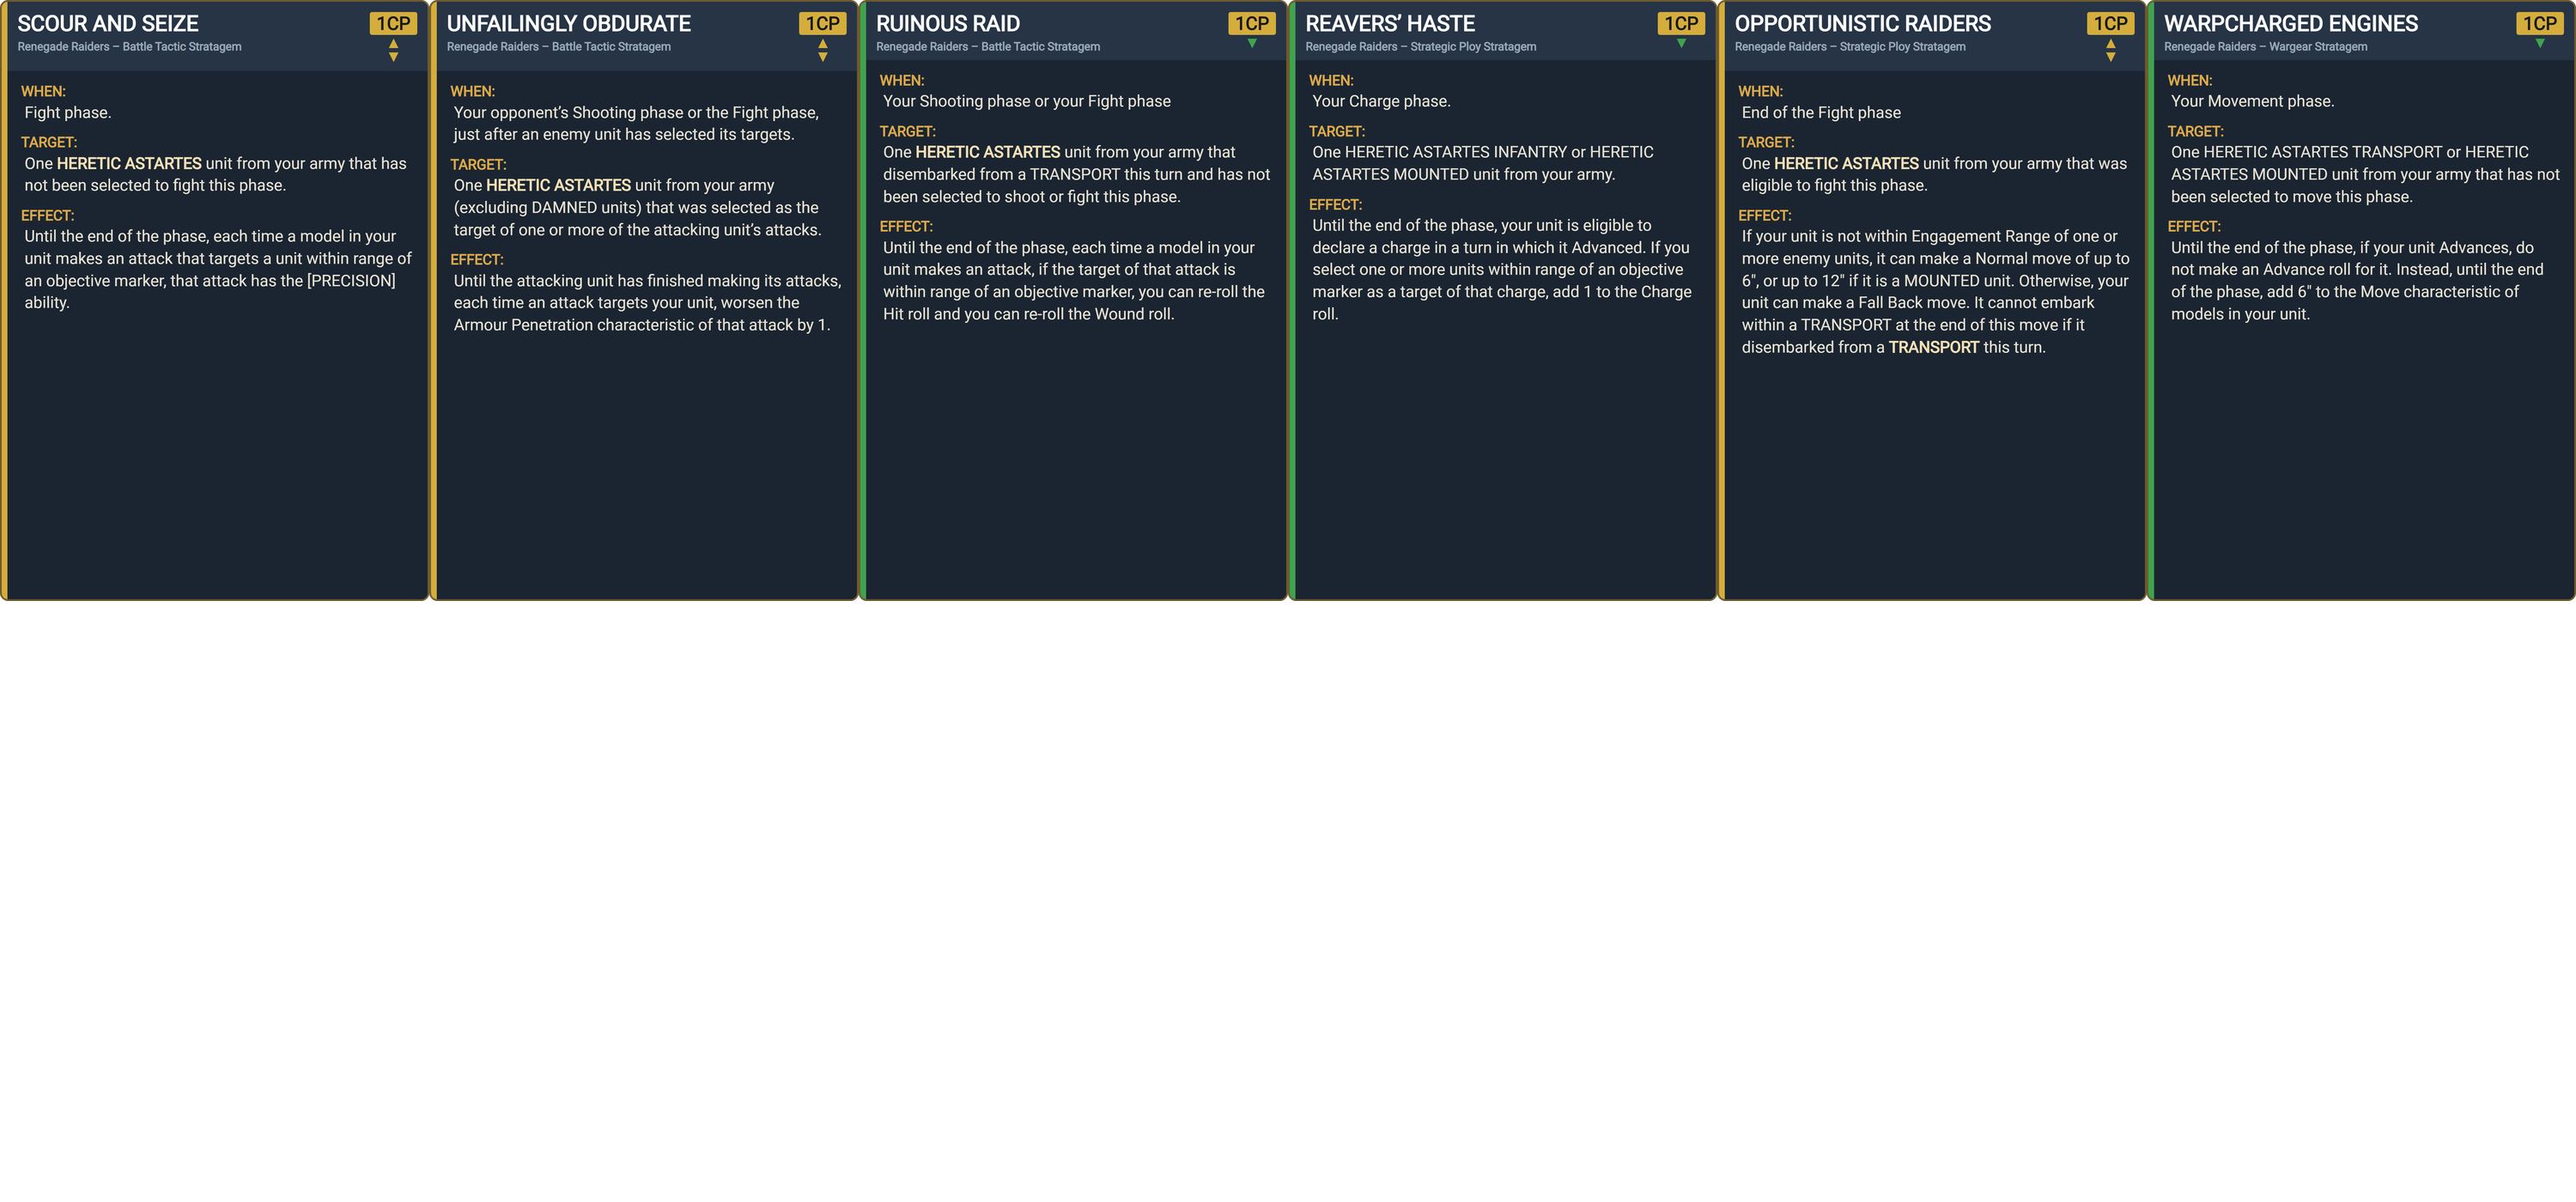 SCOUR AND SEIZE
1CP
Renegade Raiders – Battle Tactic Stratagem
WHEN:
Fight phase.
TARGET:
One HERETIC ASTARTES unit from your army that has
not been selected to fight this phase.
EFFECT:
Until the end of the phase, each time a model in your
unit makes an attack that targets a unit within range of
an objective marker, that attack has the [PRECISION]
ability.
UNFAILINGLY OBDURATE
1CP
Renegade Raiders – Battle Tactic Stratagem
WHEN:
Your opponent’s Shooting phase or the Fight phase,
just after an enemy unit has selected its targets.
TARGET:
One HERETIC ASTARTES unit from your army
(excluding DAMNED units) that was selected as the
target of one or more of the attacking unit’s attacks.
EFFECT:
Until the attacking unit has finished making its attacks,
each time an attack targets your unit, worsen the
Armour Penetration characteristic of that attack by 1.
RUINOUS RAID
1CP
Renegade Raiders – Battle Tactic Stratagem
WHEN:
Your Shooting phase or your Fight phase
TARGET:
One HERETIC ASTARTES unit from your army that
disembarked from a TRANSPORT this turn and has not
been selected to shoot or fight this phase.
EFFECT:
Until the end of the phase, each time a model in your
unit makes an attack, if the target of that attack is
within range of an objective marker, you can re-roll the
Hit roll and you can re-roll the Wound roll.
REAVERS’ HASTE
1CP
Renegade Raiders – Strategic Ploy Stratagem
WHEN:
Your Charge phase.
TARGET:
One HERETIC ASTARTES INFANTRY or HERETIC
ASTARTES MOUNTED unit from your army.
EFFECT:
Until the end of the phase, your unit is eligible to
declare a charge in a turn in which it Advanced. If you
select one or more units within range of an objective
marker as a target of that charge, add 1 to the Charge
roll.
OPPORTUNISTIC RAIDERS
1CP
Renegade Raiders – Strategic Ploy Stratagem
WHEN:
End of the Fight phase
TARGET:
One HERETIC ASTARTES unit from your army that was
eligible to fight this phase.
EFFECT:
If your unit is not within Engagement Range of one or
more enemy units, it can make a Normal move of up to
6", or up to 12" if it is a MOUNTED unit. Otherwise, your
unit can make a Fall Back move. It cannot embark
within a TRANSPORT at the end of this move if it
disembarked from a TRANSPORT this turn.
WARPCHARGED ENGINES
1CP
Renegade Raiders – Wargear Stratagem
WHEN:
Your Movement phase.
TARGET:
One HERETIC ASTARTES TRANSPORT or HERETIC
ASTARTES MOUNTED unit from your army that has not
been selected to move this phase.
EFFECT:
Until the end of the phase, if your unit Advances, do
not make an Advance roll for it. Instead, until the end
of the phase, add 6" to the Move characteristic of
models in your unit.